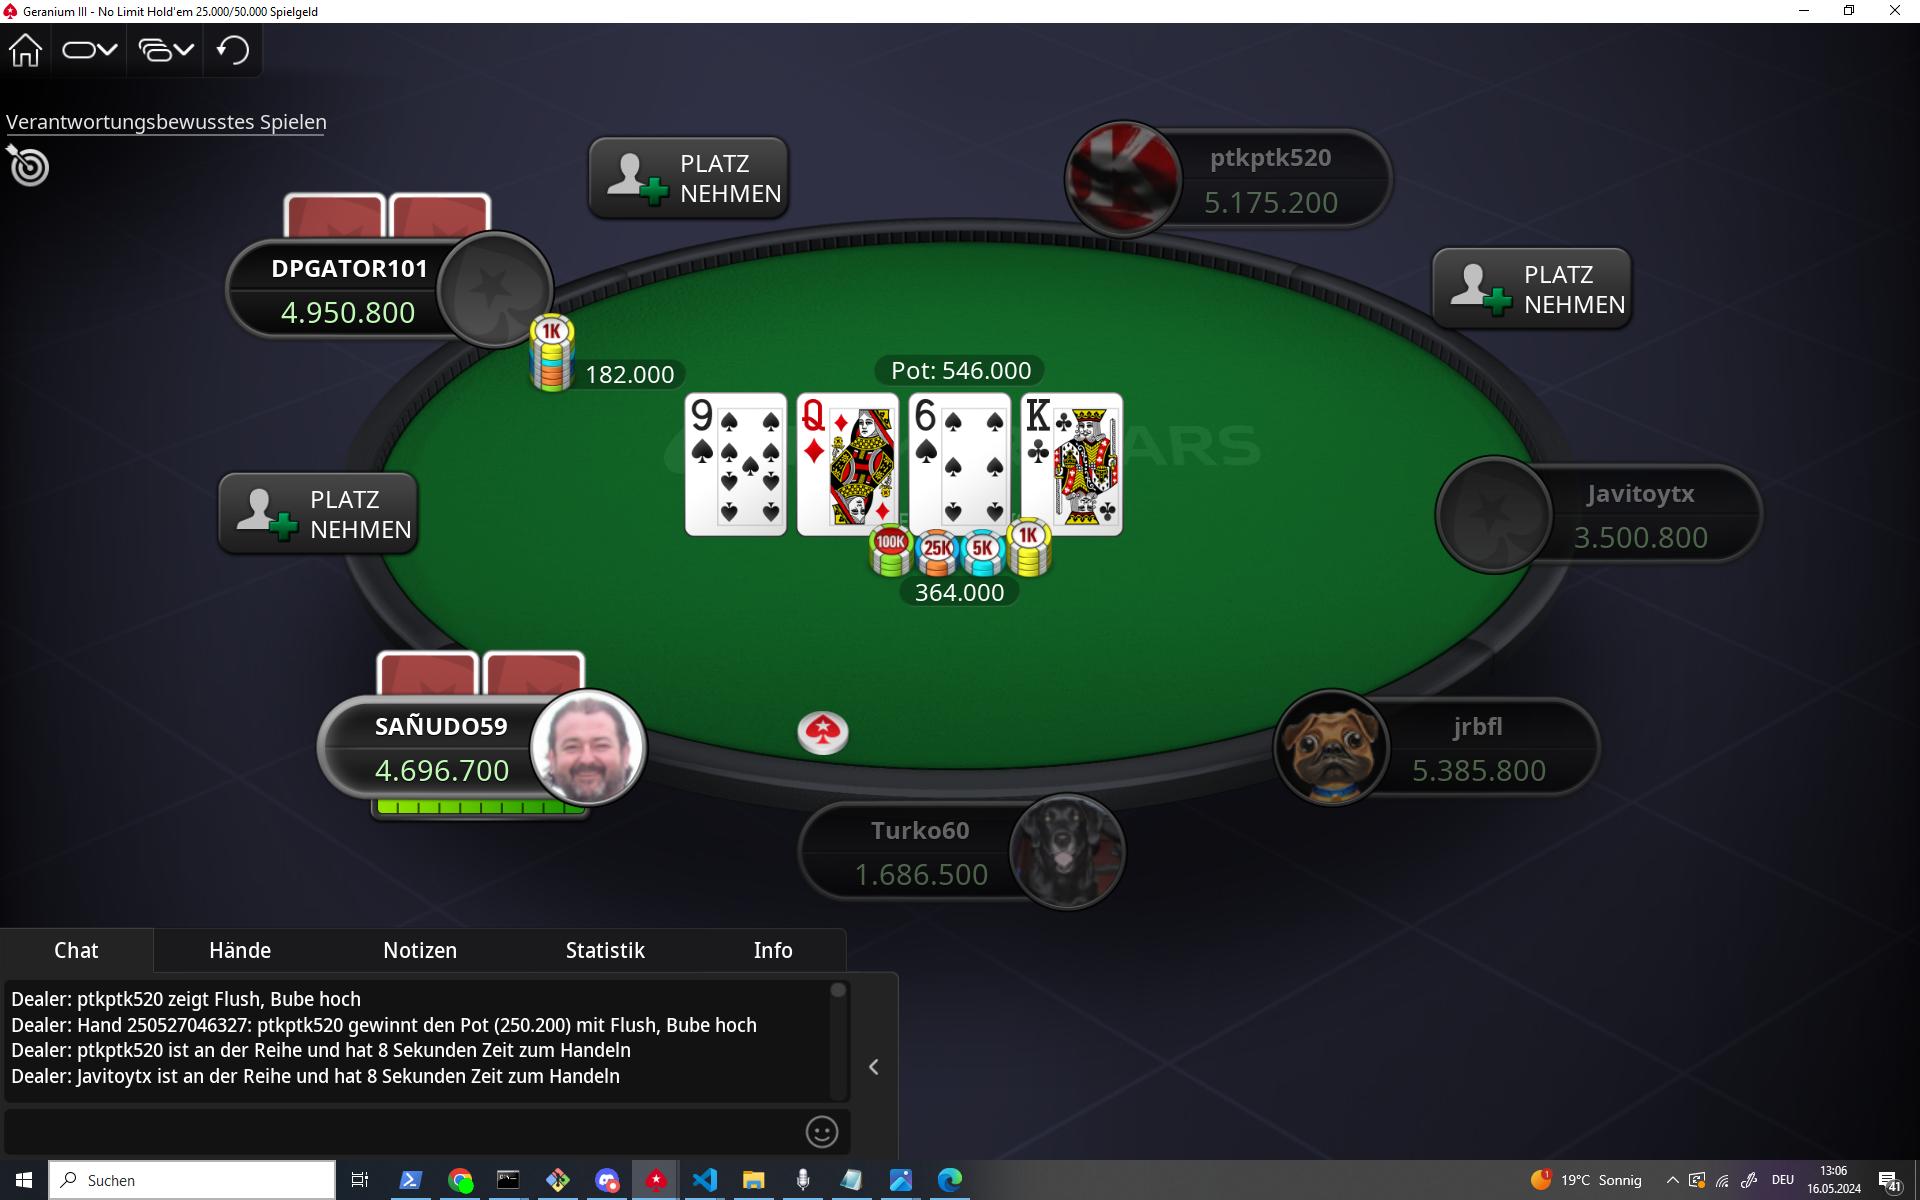 Geranium III - No Limit Hold'em 25.000/50.000 Spielgeld
Verantwortungsbewusstes Spielen
PLATZ
NEHMEN
ptkptk520
5.175.200
DPGATOR101
4.950.800
PLATZ
NEHMEN
1K
182.000
Pot: 546.000
9
Q
6
K
ARS
PLATZ
NEHMEN
Javitoytx
3.500.800
100K
25K
5K
1K
364.000
SAÑUDO59
4.696.700
jrbfl
5.385.800
Turko60
1.686.500
Chat
Hände
Notizen
Statistik
Info
Dealer: ptkptk520 zeigt Flush, Bube hoch
Dealer: Hand 250527046327: ptkptk520 gewinnt den Pot (250.200) mit Flush, Bube hoch
Dealer: ptkptk520 ist an der Reihe und hat 8 Sekunden Zeit zum Handeln
Dealer: Javitoytx ist an der Reihe und hat 8 Sekunden Zeit zum Handeln
Suchen
1
19°C Sonnig
DEU
13:06
16.05.2024
41